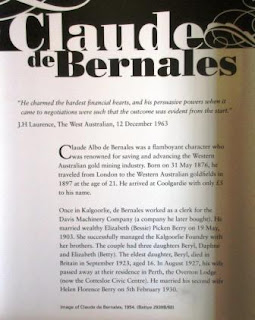 Claude
de Bernales
"He charmed the hardest financial hearts, and his persuasive powers when it
came to negotiations were such that the outcome was evident from the start."
J.H Laurence, The West Australian, 12 December 1963
Claude Albo de Bernales was a flamboyant character who
was renowned for saving and advancing the Western
Australian gold mining industry. Born on 31 May 1876, he
traveled from London to the Western Australian goldfields in
1897 at the age of 21. He arrived at Coolgardie with only £5
to his name.
Once in Kalgoorlie, de Bernales worked as a clerk for the
Davis Machinery Company (a company he later bought). He
married wealthy Elizabeth (Bessie) Picken Berry on 19 May,
1903. She successfully managed the Kalgoorlie Foundry with
her brothers. The couple had three daughters Beryl, Daphne
and Elizabeth (Betty). The eldest daughter, Beryl, died in
Britain in September 1923, aged 16. In August 1927, his wife
passed away at their residence in Perth, the Overton Lodge
(now the Cottesloe Civic Centre). He married his second wife
Helen Florence Berry on 5th February 1930.
Image of Claude de Bernales, 1934. (Battye